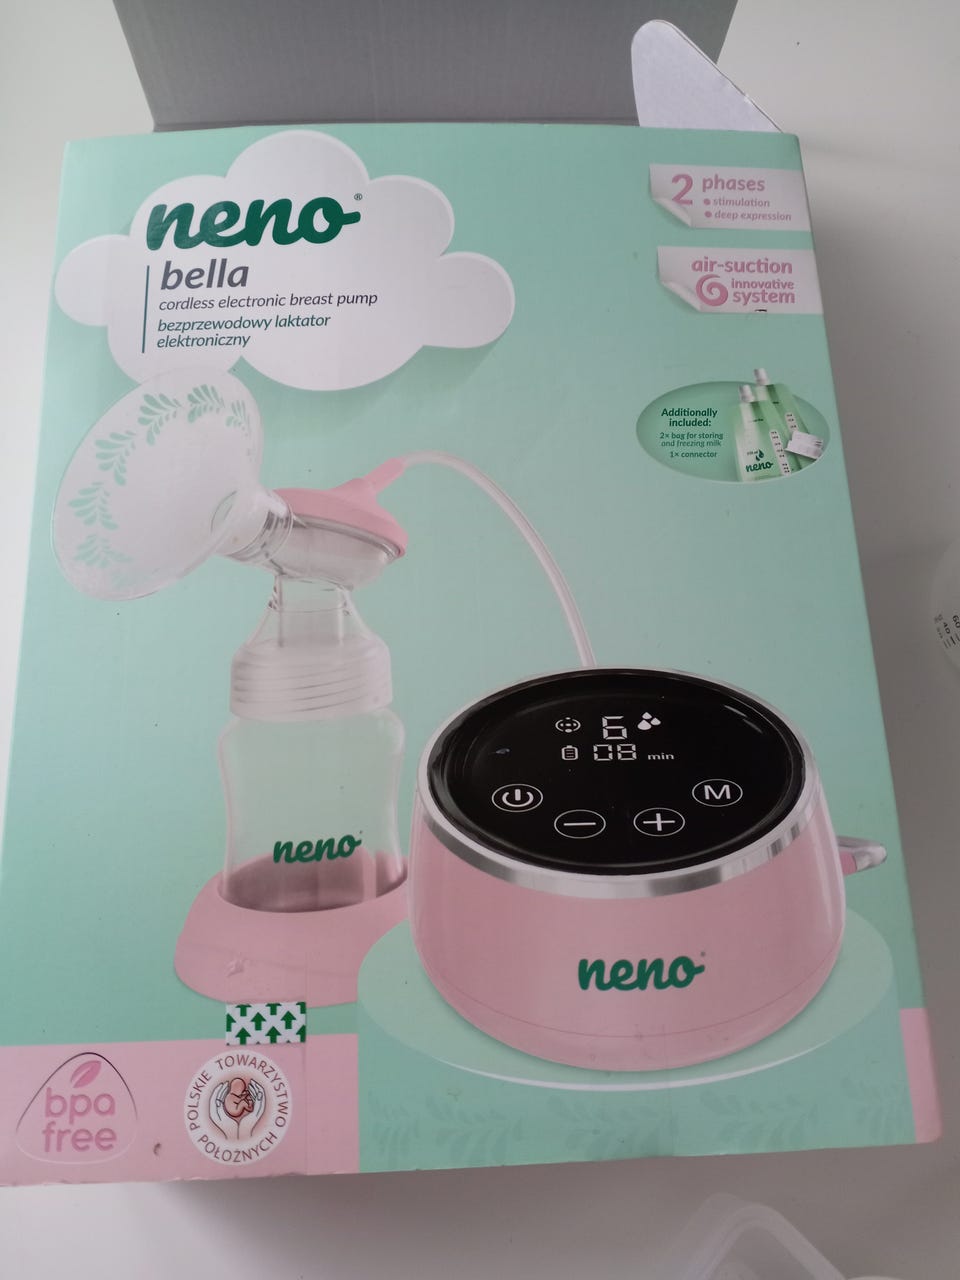 neno®
bella
cordless electronic breast pump
bezprzewodowy laktator
elektroniczny
2 phases
• stimulation
• deep expression
air-suction
innovative
system
Additionally
included:
2× bag for storing
and freezing milk
1× connector
neno
6
08 min
M
neno
neno
bpa
free
POLSKIE TOWARZYSTWO POŁOŻNYCH
60
40